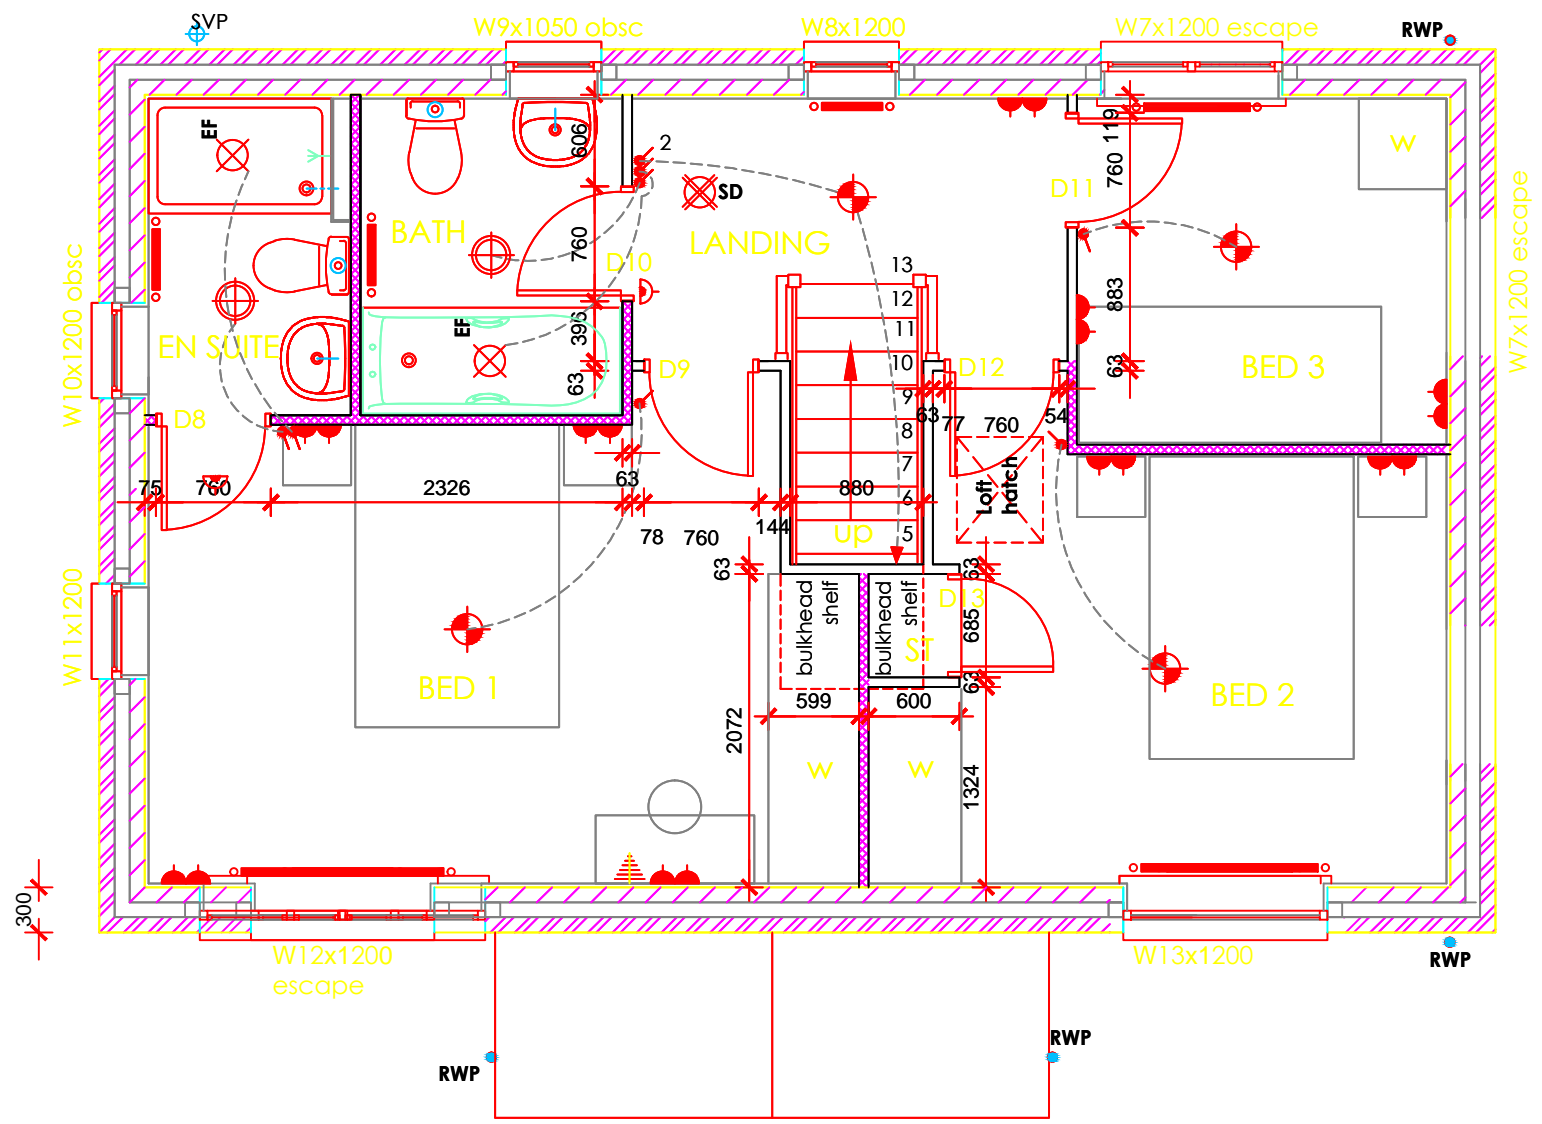 SVP
W9x1050 obsc
W8x1200
W7x1200 escape
RWP
EF
606
2
SD
119
760
W
D11
BATH
LANDING
760
D10
W7x1200 escape
W10x1200 obsc
EN SUITE
EF
396
63
13
12
11
10
9
8
7
6
5
883
63
BED 3
D9
D12
D8
63
77
760
54
75
760
2326
63
78
760
144
880
up
Loft
hatch
63
63
W11x1200
bulkhead
shelf
bulkhead
shelf
D13
685
ST
63
BED 1
BED 2
599
600
2072
W
W
1324
300
W12x1200
escape
W13x1200
RWP
RWP
RWP